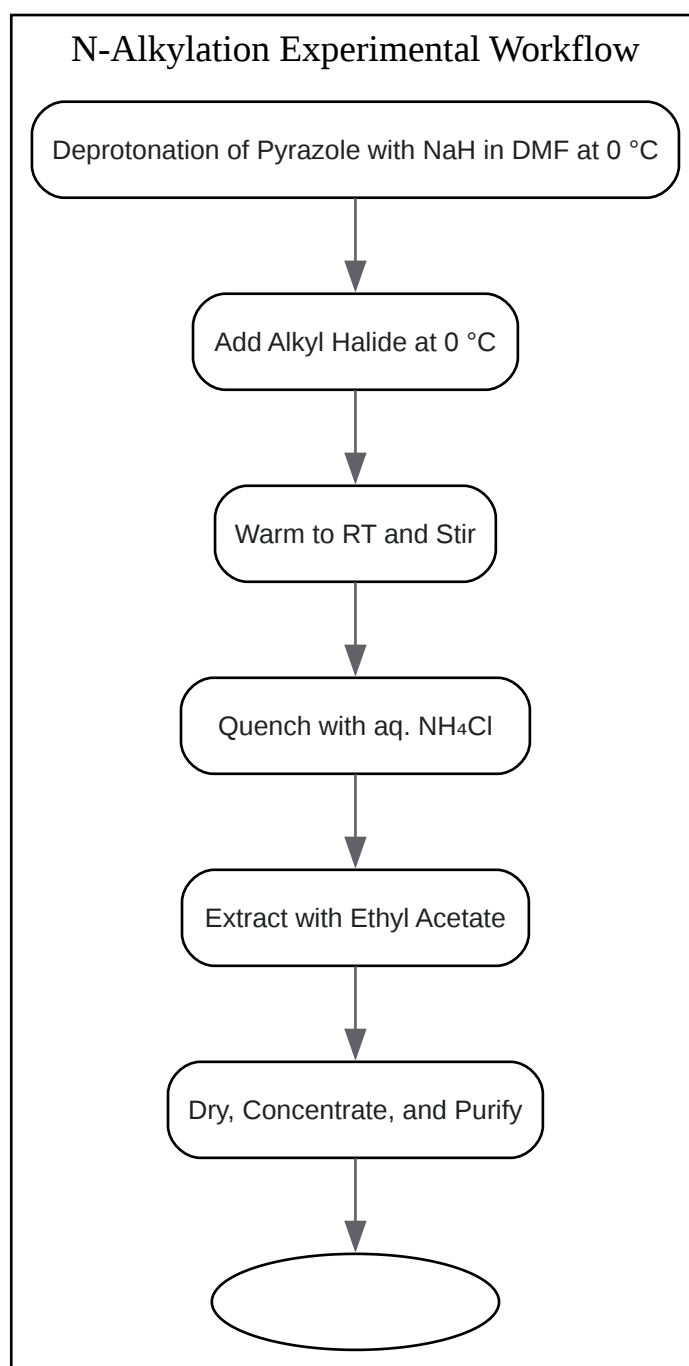 N-Alkylation Experimental Workflow
Deprotonation of Pyrazole with NaH in DMF at 0 °C
Add Alkyl Halide at 0 °C
Warm to RT and Stir
Quench with aq. NH₄Cl
Extract with Ethyl Acetate
Dry, Concentrate, and Purify